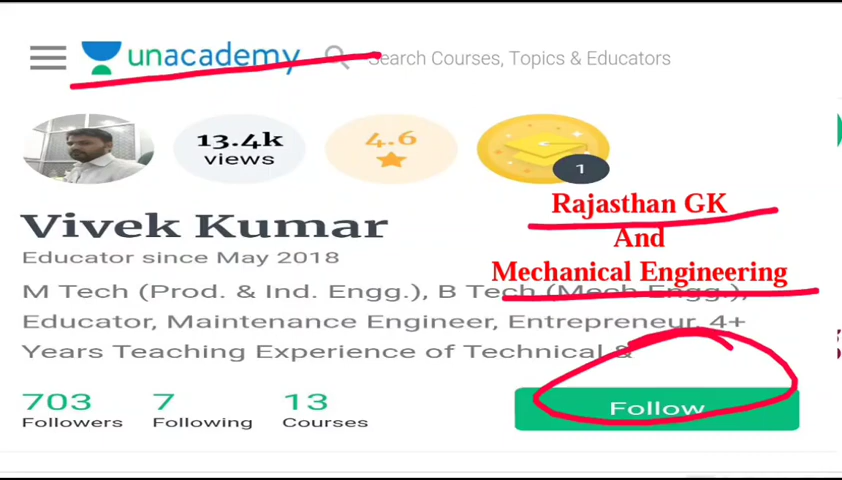 unacademy
Search Courses, Topics & Educators
13.4k
views
4.6
1
Vivek Kumar
Educator since May 2018
Rajasthan GK
And
Mechanical Engineering
M Tech (Prod. & Ind. Engg.), B Tech (Mech Engg.),
Educator, Maintenance Engineer, Entrepreneur, 4+
Years Teaching Experience of Technical &
703
Followers
7
Following
13
Courses
Follow